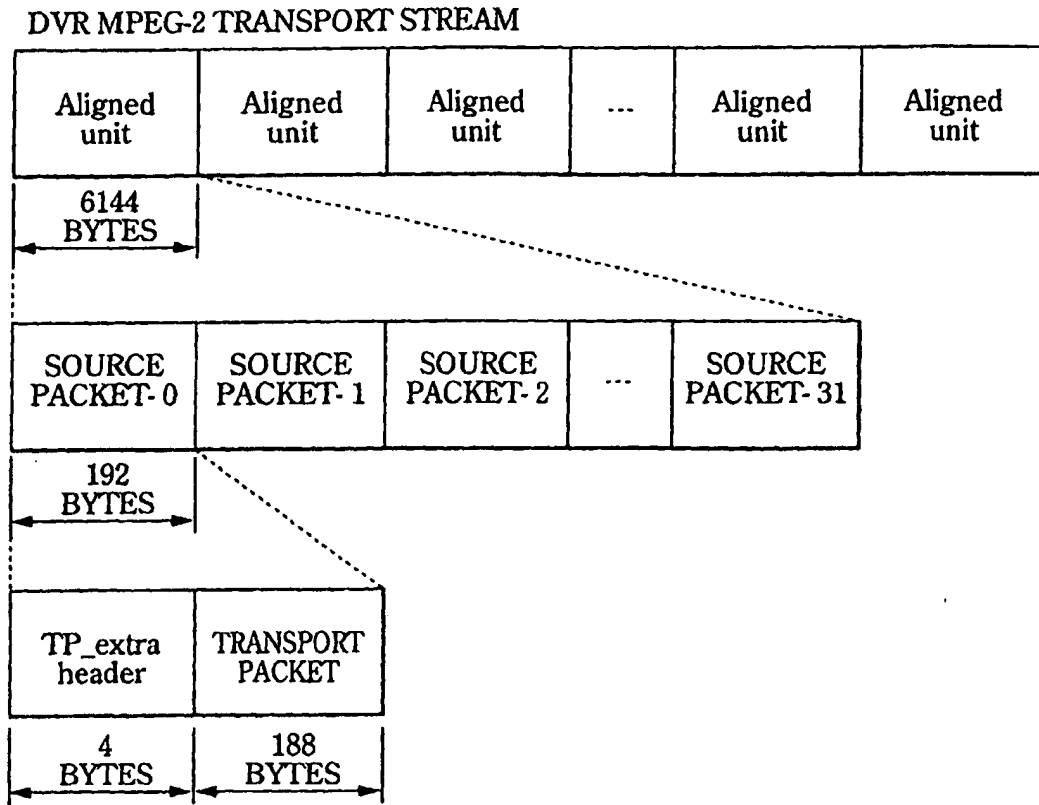 DVR MPEG-2 TRANSPORT STREAM
Aligned unit
Aligned unit
Aligned unit
---
Aligned unit
Aligned unit
6144 BYTES
SOURCE PACKET- 0
SOURCE PACKET- 1
SOURCE PACKET- 2
---
SOURCE PACKET- 31
192 BYTES
TP_extra header
TRANSPORT PACKET
4 BYTES
188 BYTES